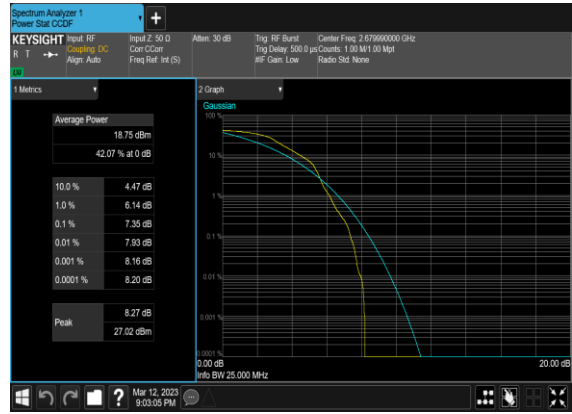 Spectrum Analyzer 1
Power Stat CCDF
+
KEYSIGHT
R T
Input: RF
Coupling: DC
Align: Auto
Input Z: 50 Ω
Corr CCorr
Freq Ref: Int (S)
Atten: 30 dB
Trig: RF Burst
Trig Delay: 500.0 µs
#IF Gain: Low
Center Freq: 2.679990000 GHz
Counts: 1.00 M/1.00 Mpt
Radio Std: None
1 Metrics
Average Power
18.75 dBm
42.07 % at 0 dB
10.0 % 4.47 dB
1.0 % 6.14 dB
0.1 % 7.35 dB
0.01 % 7.93 dB
0.001 % 8.16 dB
0.0001 % 8.20 dB
Peak
8.27 dB
27.02 dBm
2 Graph
Gaussian
100 %
10 %
1 %
0.1 %
0.01 %
0.001 %
0.0001 %
0.00 dB
20.00 dB
Info BW 25.000 MHz
?
Mar 12, 2023
9:03:05 PM